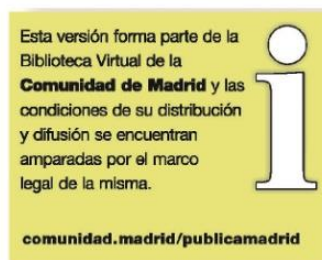 Esta versión forma parte de la
Biblioteca Virtual de la
Comunidad de Madrid y las
condiciones de su distribución
y difusión se encuentran
amparadas por el marco
legal de la misma.
i
comunidad.madrid/publicamadrid